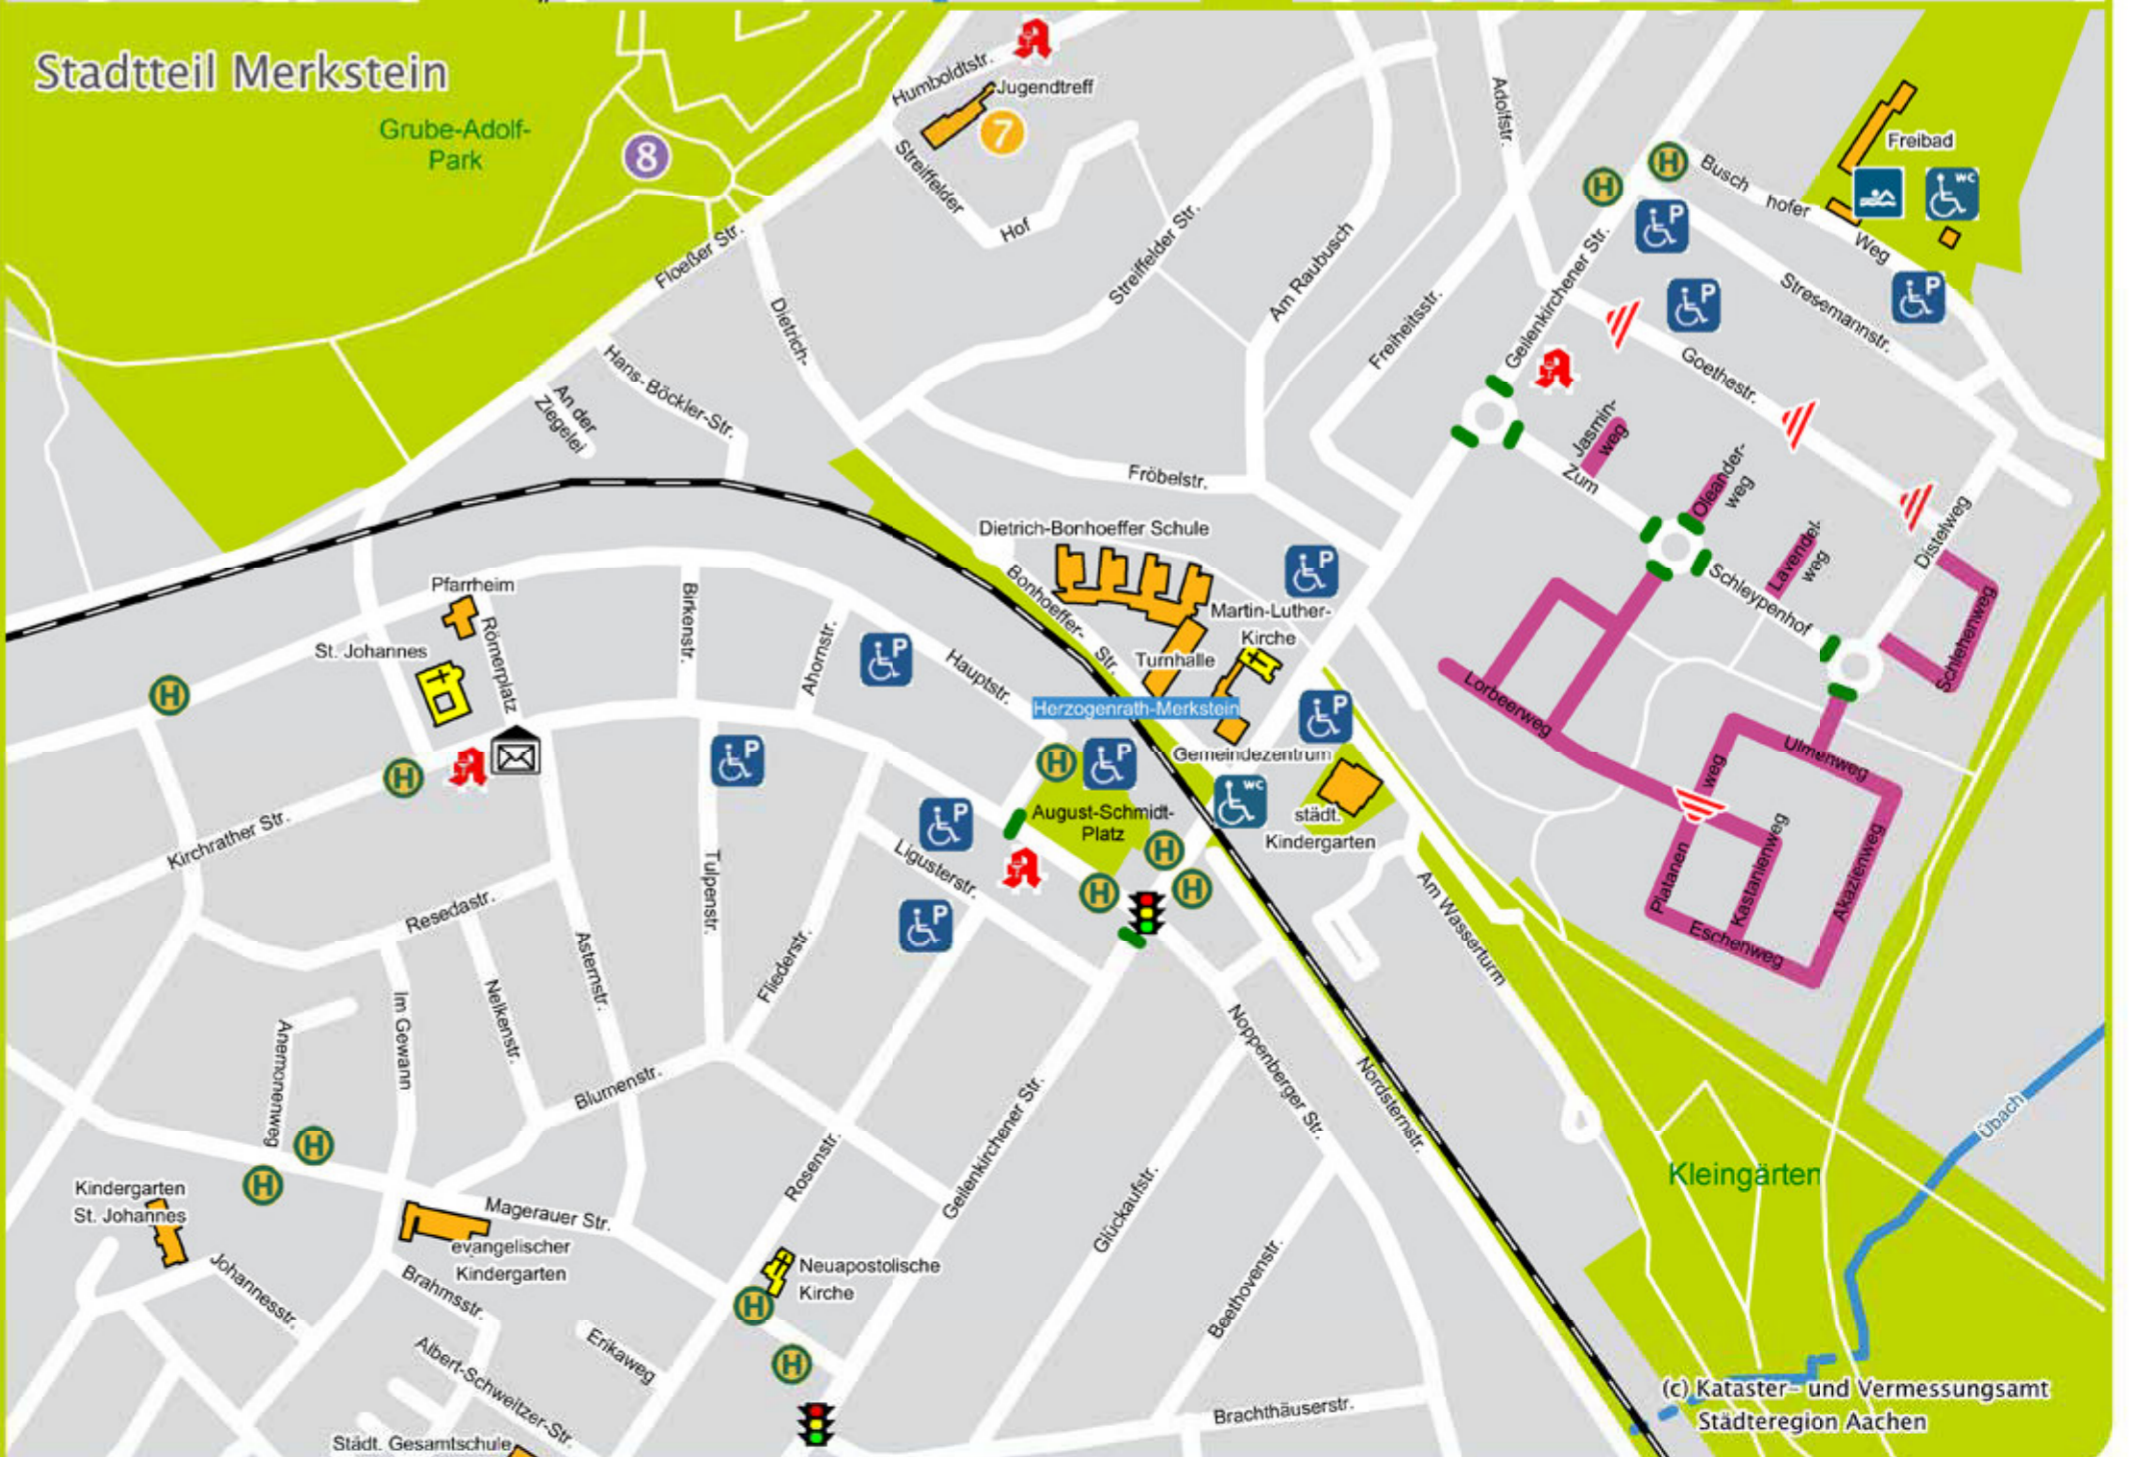 Stadtteil Merkstein
Grube-Adolf-
Park
8
Humboldtstr.
Jugendtreff
7
Streiffelder
Hof
Floeßer Str.
Dietrich-
Streiffelder Str.
Am Raubusch
Freiheitsstr.
Adolfstr.
Geilenkirchener Str.
H
H
P
Busch
hofer
Weg
Freibad
WC
P
P
Stresemannstr.
Goethestr.
Hans-Böckler-Str.
An der
Ziegelei
Fröbelstr.
Jasmin-
weg
Zum
Oleander-
weg
Lavendel-
weg
Schleypenhof
Distelweg
Schlehenweg
Dietrich-Bonhoeffer Schule
P
Bonhoeffer-
Str.
Martin-Luther-
Kirche
Turnhalle
Herzogenrath-Merkstein
Gemeindezentrum
P
WC
städt.
Kindergarten
Pfarrheim
St. Johannes
Römerplatz
Birkenstr.
Ahornstr.
P
Hauptstr.
H
H
P
H
P
August-Schmidt-
Platz
P
Ligusterstr.
P
H
H
H
Lorbeerweg
Ulmenweg
weg
Platanen
Kastanienweg
Akazienweg
Eschenweg
Kirchrather Str.
Resedastr.
Tulpenstr.
Fliederstr.
Asternstr.
Nelkenstr.
Im Gewann
Anemonenweg
Blumenstr.
Am Wasserturm
Noppenberger Str.
Nordsternstr.
Geilenkirchener Str.
Rosenstr.
Glückaufstr.
Beethovenstr.
Kleingärten
Übach
H
H
Kindergarten
St. Johannes
Magerauer Str.
evangelischer
Kindergarten
Johannesstr.
Brahmsstr.
Neuapostolische
Kirche
H
H
Erikaweg
Albert-Schweitzer-Str.
Städt. Gesamtschule
Brachthäuserstr.
(c) Kataster- und Vermessungsamt
Städteregion Aachen